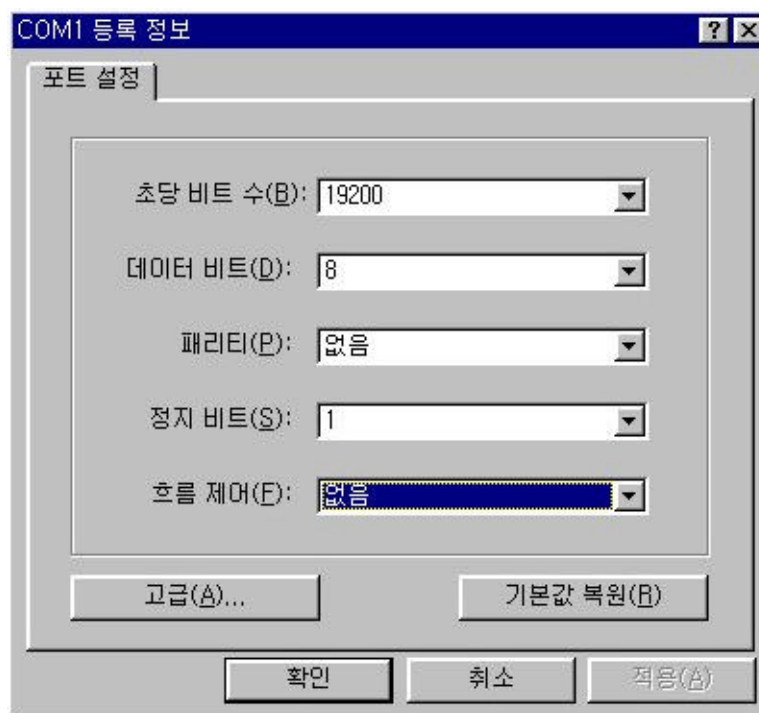 COM1 등록 정보
포트 설정
초당 비트 수(B): 19200
데이터 비트(D): 8
패리티(P): 없음
정지 비트(S): 1
흐름 제어(F): 없음
고급(A)... 기본값 복원(R)
확인 취소 적용(A)